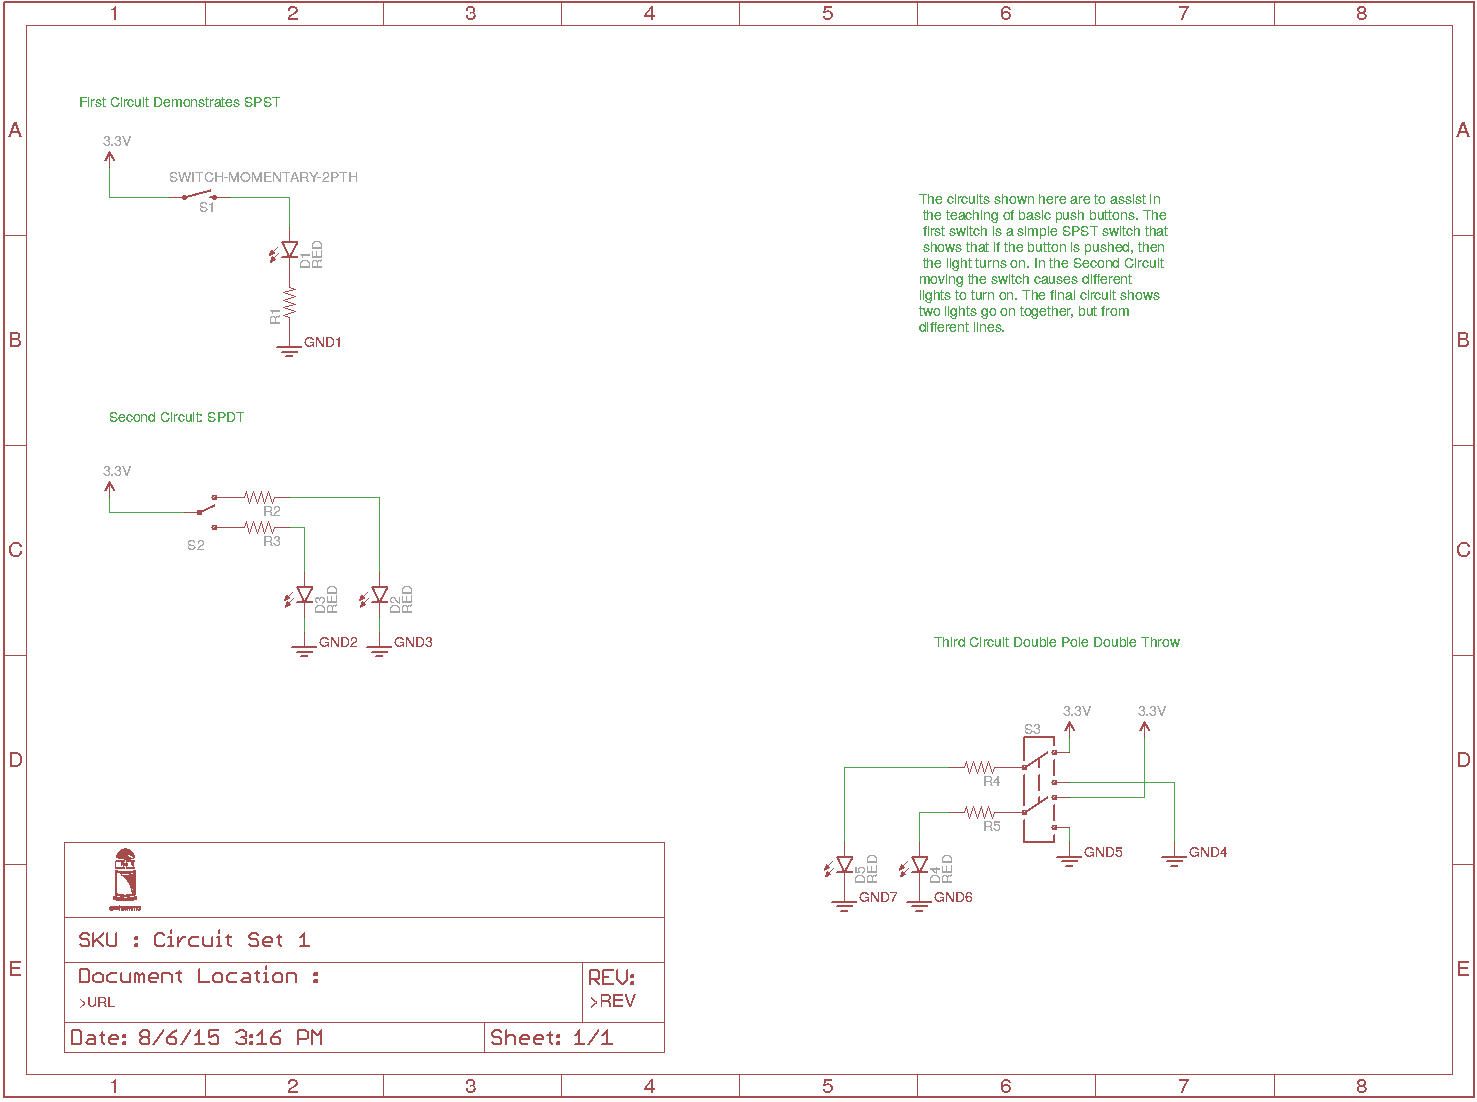 1 2 3 4 5 6 7 8
First Circuit Demonstrates SPST
A A
3.3V
SWITCH-MOMENTARY-2PTH
S1
The circuits shown here are to assist in
the teaching of basic push buttons. The
first switch is a simple SPST switch that
shows that if the button is pushed, then
the light turns on. In the Second Circuit
moving the switch causes different
lights to turn on. The final circuit shows
two lights go on together, but from
different lines.
D1
RED
R1
GND1
B B
Second Circuit: SPDT
3.3V
R2
R3
S2
C C
D3
RED
D2
RED
GND2
GND3
Third Circuit Double Pole Double Throw
3.3V
3.3V
S3
D D
R4
R5
GND5
GND4
D5
RED
D4
RED
GND7
GND6
SKU : Circuit Set 1
E E
Document Location :
>URL
REV:
>REV
Date: 8/6/15 3:16 PM
Sheet: 1/1
1 2 3 4 5 6 7 8